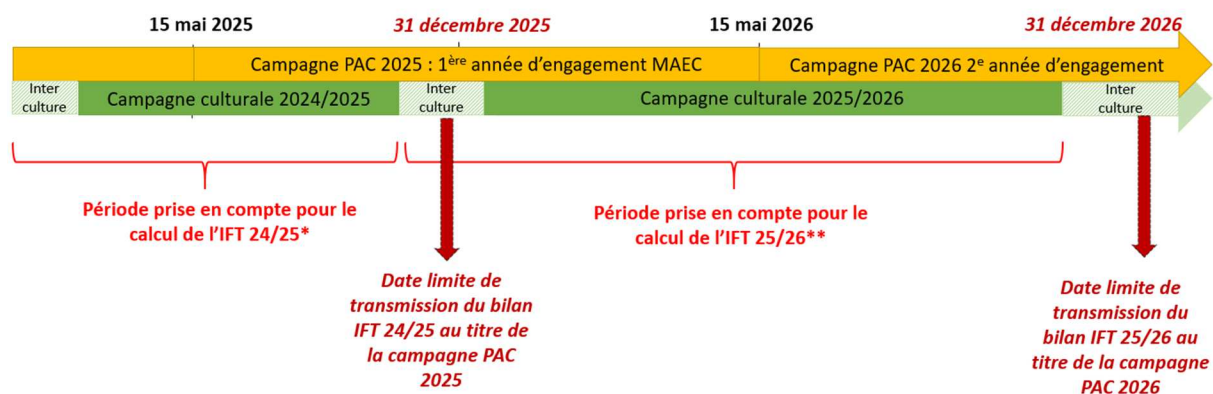 15 mai 2025
31 décembre 2025
15 mai 2026
31 décembre 2026
Campagne PAC 2025 : 1ère année d'engagement MAEC
Campagne PAC 2026 2e année d'engagement
Inter
culture
Campagne culturale 2024/2025
Inter
culture
Campagne culturale 2025/2026
Inter
culture
Période prise en compte pour le
calcul de l'IFT 24/25*
Période prise en compte pour le
calcul de l'IFT 25/26**
Date limite de
transmission du bilan
IFT 24/25 au titre de
la campagne PAC
2025
Date limite de
transmission du
bilan IFT 25/26 au
titre de la campagne
PAC 2026